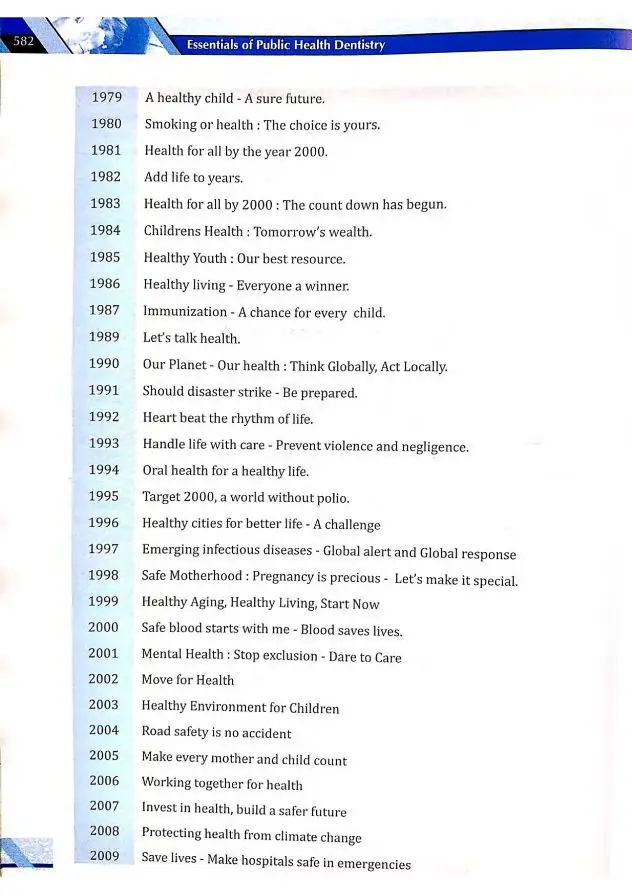 582
Essentials of Public Health Dentistry
1979 A healthy child - A sure future.
1980 Smoking or health : The choice is yours.
1981 Health for all by the year 2000.
1982 Add life to years.
1983 Health for all by 2000 : The count down has begun.
1984 Childrens Health : Tomorrow's wealth.
1985 Healthy Youth : Our best resource.
1986 Healthy living - Everyone a winner.
1987 Immunization - A chance for every child.
1989 Let's talk health.
1990 Our Planet - Our health : Think Globally, Act Locally.
1991 Should disaster strike - Be prepared.
1992 Heart beat the rhythm of life.
1993 Handle life with care - Prevent violence and negligence.
1994 Oral health for a healthy life.
1995 Target 2000, a world without polio.
1996 Healthy cities for better life - A challenge
1997 Emerging infectious diseases - Global alert and Global response
1998 Safe Motherhood : Pregnancy is precious - Let's make it special.
1999 Healthy Aging, Healthy Living, Start Now
2000 Safe blood starts with me - Blood saves lives.
2001 Mental Health : Stop exclusion - Dare to Care
2002 Move for Health
2003 Healthy Environment for Children
2004 Road safety is no accident
2005 Make every mother and child count
2006 Working together for health
2007 Invest in health, build a safer future
2008 Protecting health from climate change
2009 Save lives - Make hospitals safe in emergencies